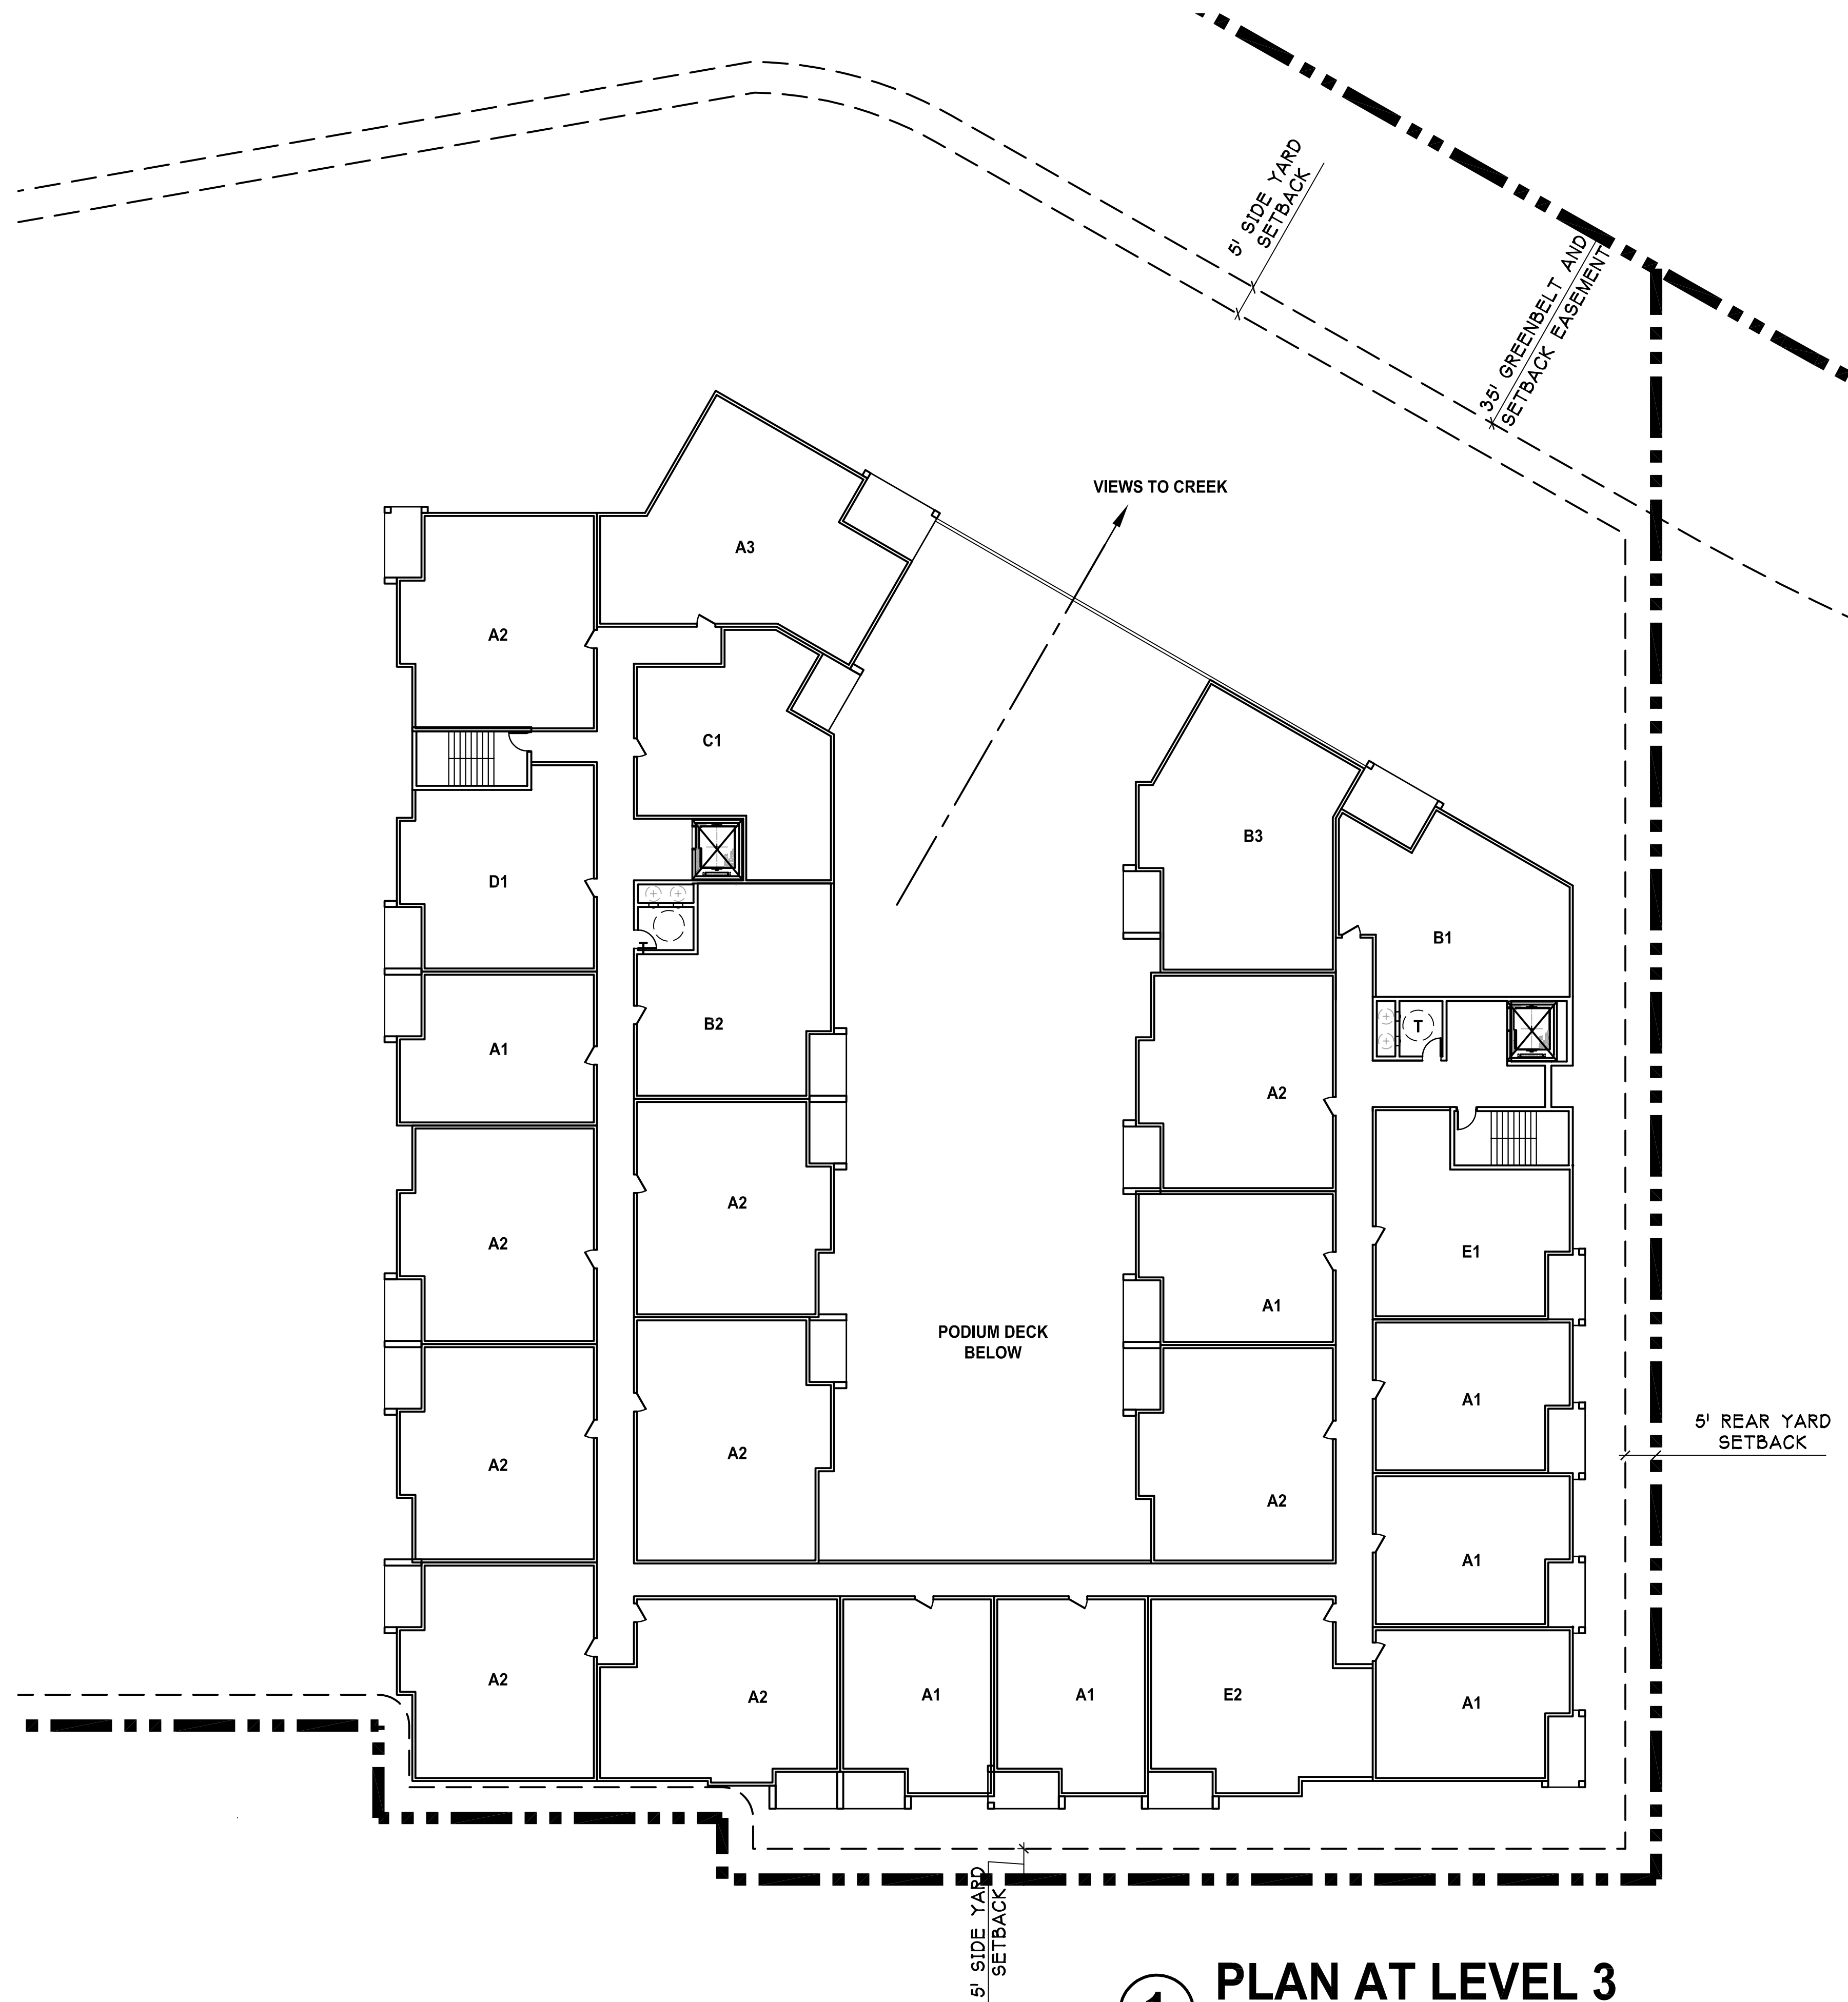 5' SIDE YARD
SETBACK
35' GREENBELT AND
SETBACK EASEMENT
VIEWS TO CREEK
A3
A2
C1
B3
D1
B1
B2
T
T
A1
A2
A2
A2
E1
A1
A2
PODIUM DECK
BELOW
A1
A1
5' REAR YARD
SETBACK
A2
A2
A2
A1
A2
A2
A1
A1
E2
A1
5' SIDE YARD
SETBACK
1
PLAN AT LEVEL 3